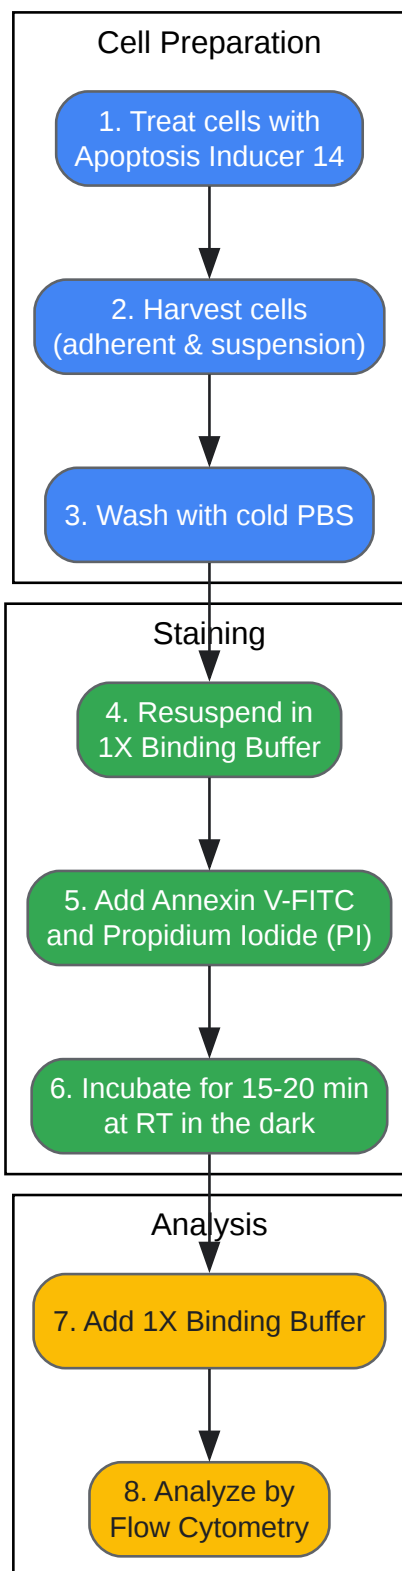 Cell Preparation
1. Treat cells with
Apoptosis Inducer 14
2. Harvest cells
(adherent & suspension)
3. Wash with cold PBS
Staining
4. Resuspend in
1X Binding Buffer
5. Add Annexin V-FITC
and Propidium Iodide (PI)
6. Incubate for 15-20 min
at RT in the dark
Analysis
7. Add 1X Binding Buffer
8. Analyze by
Flow Cytometry